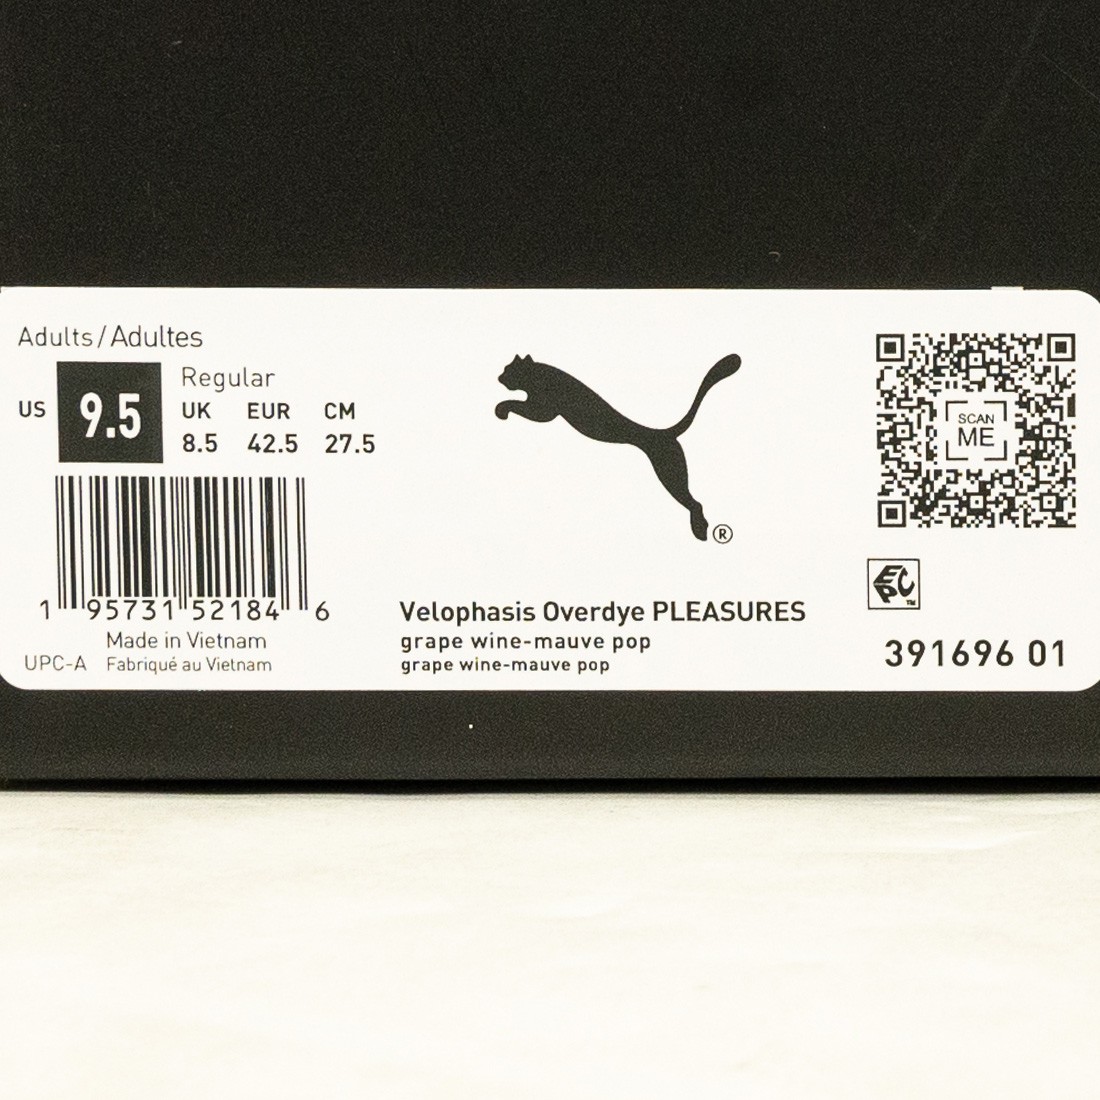 Adults/Adultes
US 9.5
Regular
UK EUR CM
8.5 42.5 27.5
1 95731 52184 6
Made in Vietnam
UPC-A Fabriqué au Vietnam
®
Velophasis Overdye PLEASURES
grape wine-mauve pop
grape wine-mauve pop
SCAN
ME
EPC™
391696 01